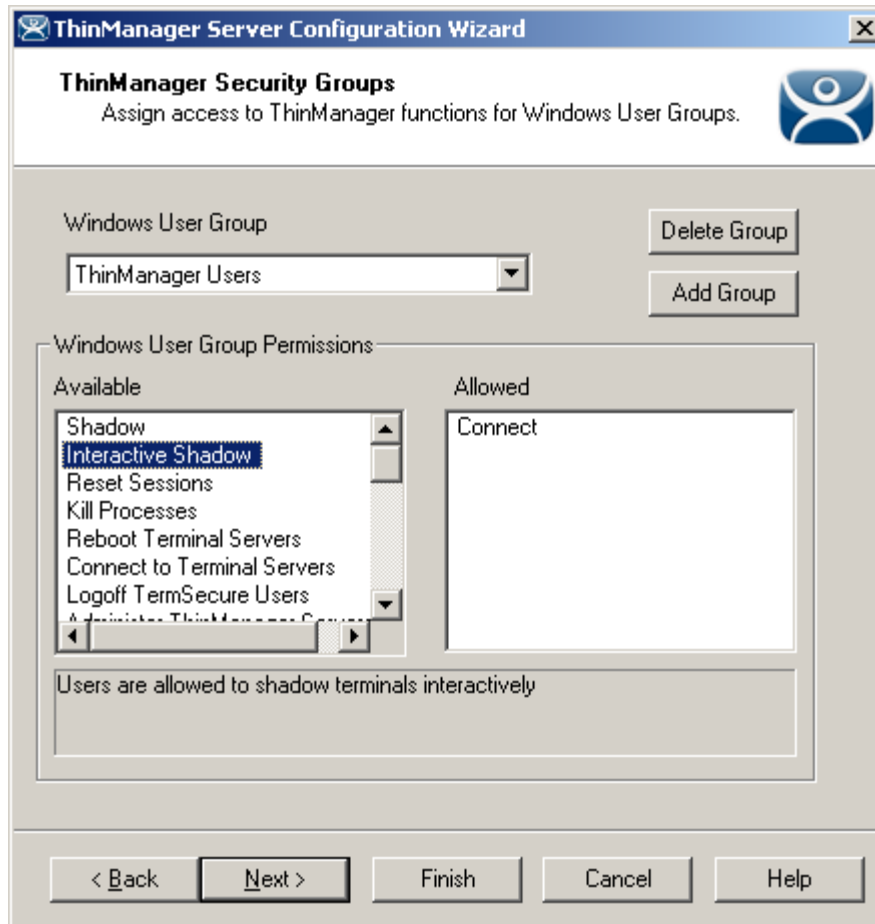 ThinManager Server Configuration Wizard
ThinManager Security Groups
Assign access to ThinManager functions for Windows User Groups.
Windows User Group
Delete Group
ThinManager Users
Add Group
Windows User Group Permissions
Available
Allowed
Shadow
Connect
Interactive Shadow
Reset Sessions
Kill Processes
Reboot Terminal Servers
Connect to Terminal Servers
Logoff TermSecure Users
Administer ThinManager
Users are allowed to shadow terminals interactively
< Back
Next >
Finish
Cancel
Help